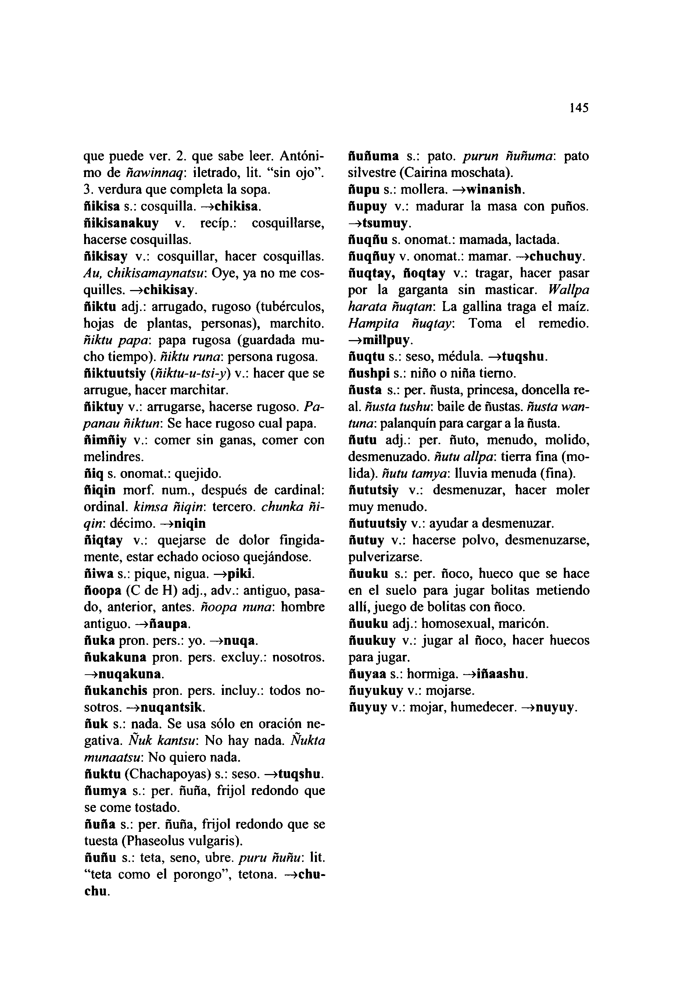 145
que puede ver. 2. que sabe leer. Antóni-
mo de ñawinnaq: iletrado, lit. “sin ojo”.
3. verdura que completa la sopa.
ñikisa s.: cosquilla. →chikisa.
ñikisanakuy v. recíp.: cosquillarse,
hacerse cosquillas.
ñikisay v.: cosquillar, hacer cosquillas.
Au, chikisamaynatsu: Oye, ya no me cos-
quilles. →chikisay.
ñiktu adj.: arrugado, rugoso (tubérculos,
hojas de plantas, personas), marchito.
ñiktu papa: papa rugosa (guardada mu-
cho tiempo). ñiktu runa: persona rugosa.
ñiktuutsiy (ñiktu-u-tsi-y) v.: hacer que se
arrugue, hacer marchitar.
ñiktuy v.: arrugarse, hacerse rugoso. Pa-
panau ñiktun: Se hace rugoso cual papa.
ñimñiy v.: comer sin ganas, comer con
melindres.
ñiq s. onomat.: quejido.
ñiqin morf. num., después de cardinal:
ordinal. kimsa ñiqin: tercero. chunka ñi-
qin: décimo. →niqin
ñiqtay v.: quejarse de dolor fingida-
mente, estar echado ocioso quejándose.
ñiwa s.: pique, nigua. →piki.
ñoopa (C de H) adj., adv.: antiguo, pasa-
do, anterior, antes. ñoopa nuna: hombre
antiguo. →ñaupa.
ñuka pron. pers.: yo. →nuqa.
ñukakuna pron. pers. excluy.: nosotros.
→nuqakuna.
ñukanchis pron. pers. incluy.: todos no-
sotros. →nuqantsik.
ñuk s.: nada. Se usa sólo en oración ne-
gativa. Ñuk kantsu: No hay nada. Ñukta
munaatsu: No quiero nada.
ñuktu (Chachapoyas) s.: seso. →tuqshu.
ñumya s.: per. ñuña, frijol redondo que
se come tostado.
ñuña s.: per. ñuña, frijol redondo que se
tuesta (Phaseolus vulgaris).
ñuñu s.: teta, seno, ubre. puru ñuñu: lit.
“teta como el porongo”, tetona. →chu-
chu.
ñuñuma s.: pato. purun ñuñuma: pato
silvestre (Cairina moschata).
ñupu s.: mollera. →winanish.
ñupuy v.: madurar la masa con puños.
→tsumuy.
ñuqñu s. onomat.: mamada, lactada.
ñuqñuy v. onomat.: mamar. →chuchuy.
ñuqtay, ñoqtay v.: tragar, hacer pasar
por la garganta sin masticar. Wallpa
harata ñuqtan: La gallina traga el maíz.
Hampita ñuqtay: Toma el remedio.
→millpuy.
ñuqtu s.: seso, médula. →tuqshu.
ñushpi s.: niño o niña tierno.
ñusta s.: per. ñusta, princesa, doncella re-
al. ñusta tushu: baile de ñustas. ñusta wan-
tuna: palanquín para cargar a la ñusta.
ñutu adj.: per. ñuto, menudo, molido,
desmenuzado. ñutu allpa: tierra fina (mo-
lida). ñutu tamya: lluvia menuda (fina).
ñututsiy v.: desmenuzar, hacer moler
muy menudo.
ñutuutsiy v.: ayudar a desmenuzar.
ñutuy v.: hacerse polvo, desmenuzarse,
pulverizarse.
ñuuku s.: per. ñoco, hueco que se hace
en el suelo para jugar bolitas metiendo
allí, juego de bolitas con ñoco.
ñuuku adj.: homosexual, maricón.
ñuukuy v.: jugar al ñoco, hacer huecos
para jugar.
ñuyaa s.: hormiga. →iñaashu.
ñuyukuy v.: mojarse.
ñuyuy v.: mojar, humedecer. →nuyuy.